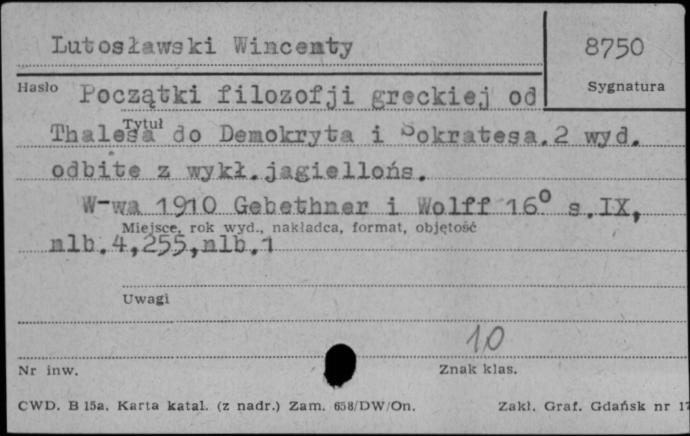 Lutosławski Wincenty
8750
Hasło
Sygnatura
Początki filozofji greckiej od
Tytuł
Thalesa do Demokryta i Sokratesa.2 wyd.
odbite z wykł.jagiellońs.
W-wa 1910 Gebethner i Wolff 16° s.IX,
Miejsce, rok wyd., nakładca, format, objętość
nlb.4,255,nlb.1
Uwagi
10
Nr inw.
Znak klas.
CWD. B 15a. Karta katal. (z nadr.) Zam. 658/DW/On.
Zakł. Graf. Gdańsk nr 17